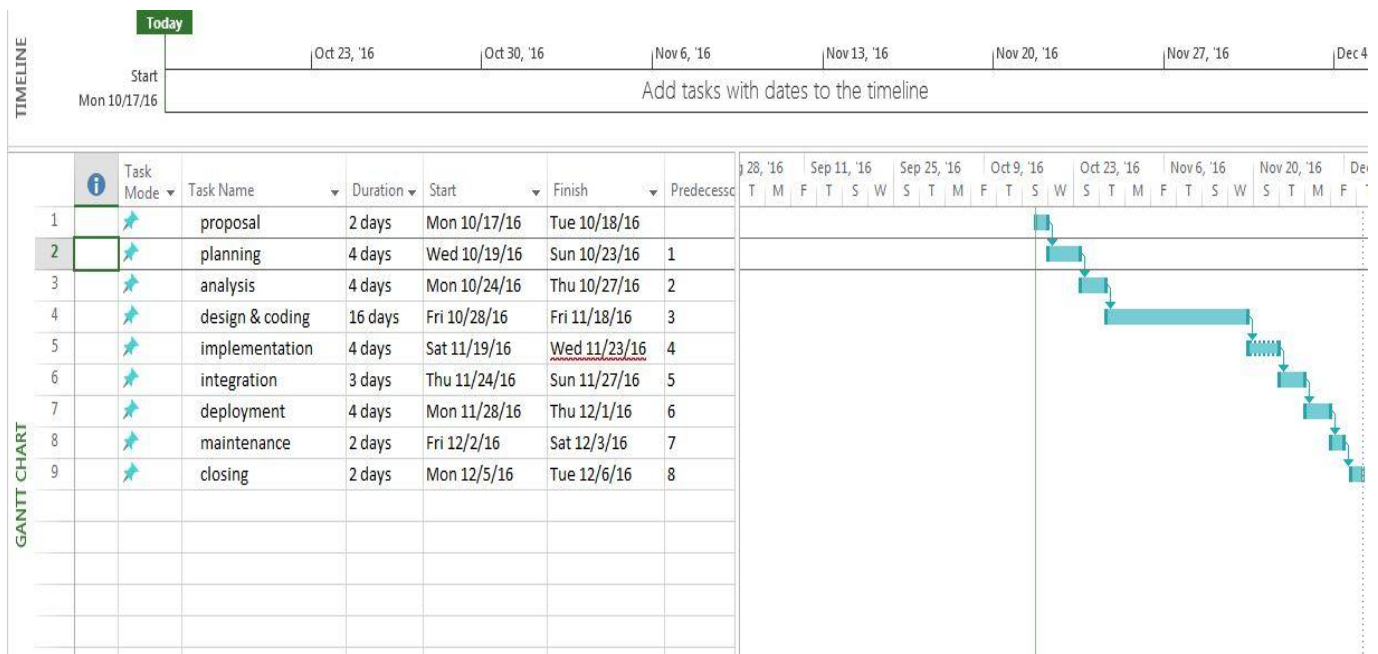 Today
TIMELINE
Oct 23, '16 Oct 30, '16 Nov 6, '16 Nov 13, '16 Nov 20, '16 Nov 27, '16 Dec 4
Start
Mon 10/17/16
Add tasks with dates to the timeline
GANTT CHART
Task Mode Task Name Duration Start Finish Predecesso
28, '16 Sep 11, '16 Sep 25, '16 Oct 9, '16 Oct 23, '16 Nov 6, '16 Nov 20, '16 De
T M F T S W S T M F T S W S T M F T S W S T M F
1 proposal 2 days Mon 10/17/16 Tue 10/18/16
2 planning 4 days Wed 10/19/16 Sun 10/23/16 1
3 analysis 4 days Mon 10/24/16 Thu 10/27/16 2
4 design & coding 16 days Fri 10/28/16 Fri 11/18/16 3
5 implementation 4 days Sat 11/19/16 Wed 11/23/16 4
6 integration 3 days Thu 11/24/16 Sun 11/27/16 5
7 deployment 4 days Mon 11/28/16 Thu 12/1/16 6
8 maintenance 2 days Fri 12/2/16 Sat 12/3/16 7
9 closing 2 days Mon 12/5/16 Tue 12/6/16 8